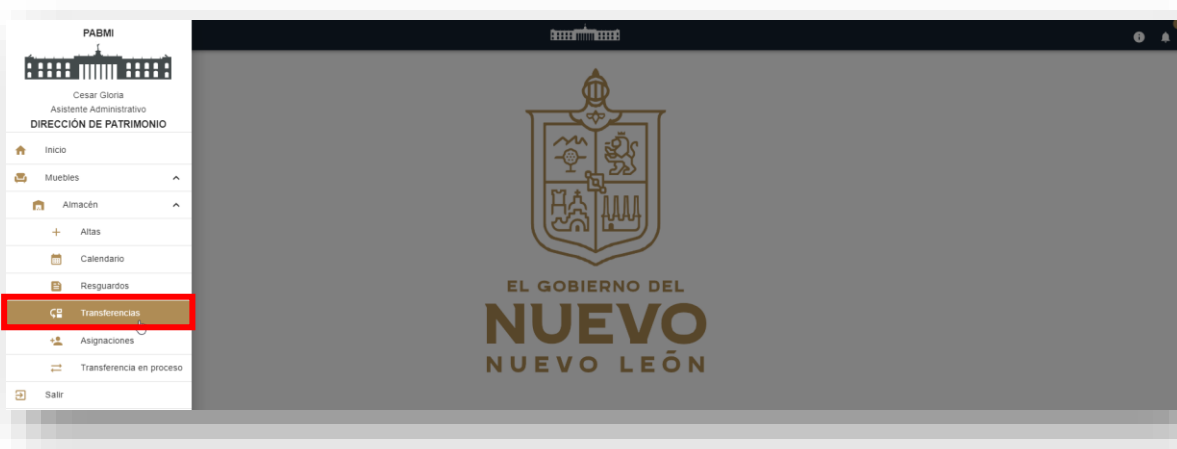 PABMI
Cesar Gloria
Asistente Administrativo
DIRECCIÓN DE PATRIMONIO
Inicio
Muebles
Almacén
Altas
Calendario
Resguardos
Transferencias
Asignaciones
Transferencia en proceso
Salir
EL GOBIERNO DEL
NUEVO
NUEVO LEÓN